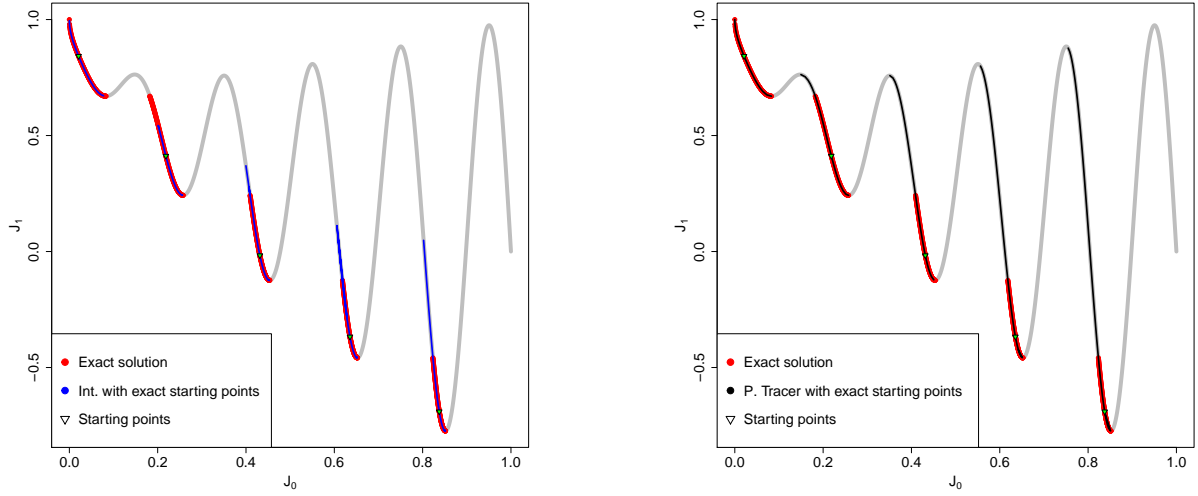 1.0
0.5
0.0
−0.5
J1
0.0 0.2 0.4 0.6 0.8 1.0
J0
Exact solution
Int. with exact starting points
Starting points
1.0
0.5
0.0
−0.5
J1
0.0 0.2 0.4 0.6 0.8 1.0
J0
Exact solution
P. Tracer with exact starting points
Starting points